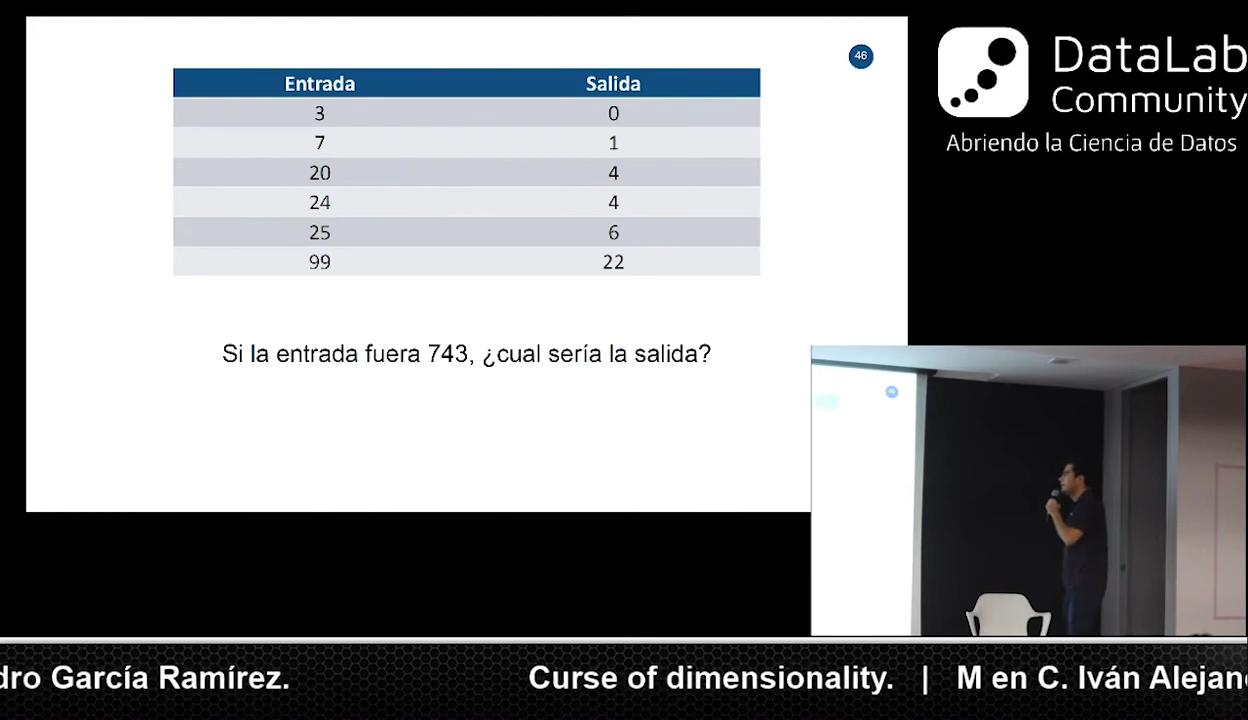 46
Entrada Salida
3 0
7 1
20 4
24 4
25 6
99 22
Si la entrada fuera 743, ¿cual sería la salida?
DataLab
Community
Abriendo la Ciencia de Datos
dro García Ramírez. Curse of dimensionality. | M en C. Iván Alejan